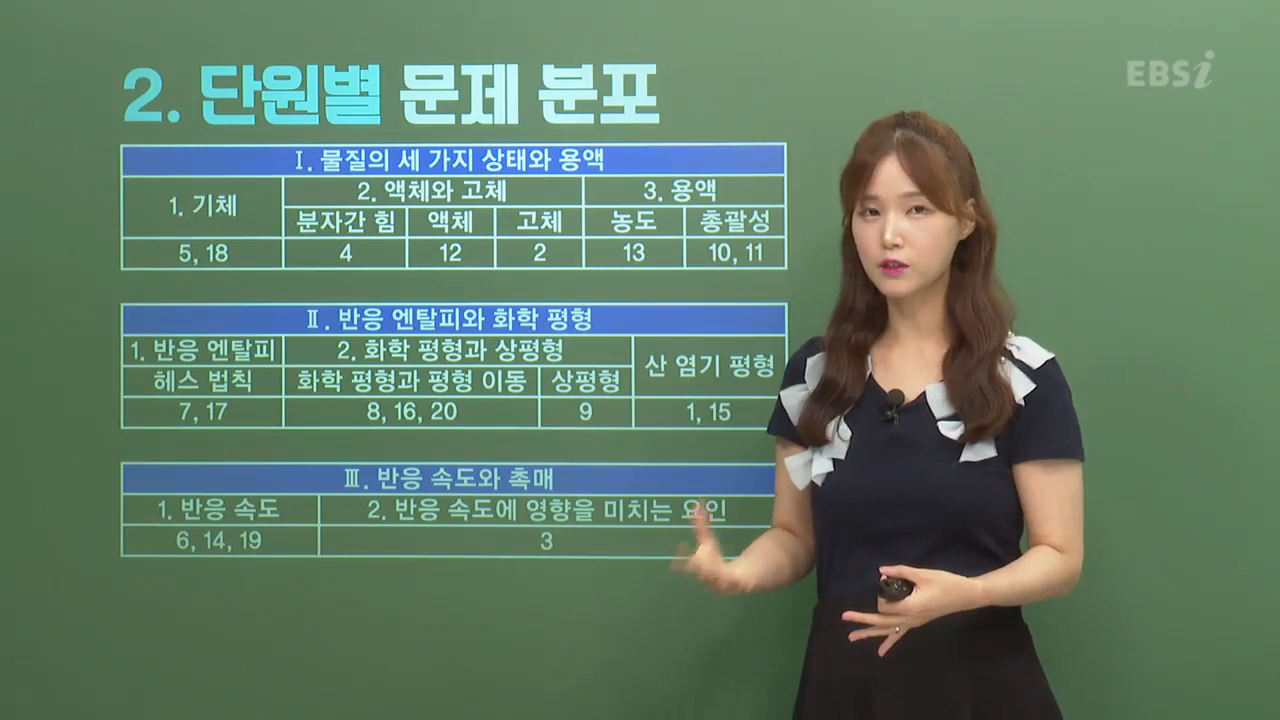 2. 단원별 문제 분포
EBSi
Ⅰ. 물질의 세 가지 상태와 용액
1. 기체
2. 액체와 고체
3. 용액
분자간 힘
액체
고체
농도
총괄성
5, 18
4
12
2
13
10, 11
Ⅱ. 반응 엔탈피와 화학 평형
1. 반응 엔탈피
2. 화학 평형과 상평형
산 염기 평형
헤스 법칙
화학 평형과 평형 이동
상평형
7, 17
8, 16, 20
9
1, 15
Ⅲ. 반응 속도와 촉매
1. 반응 속도
2. 반응 속도에 영향을 미치는 요인
6, 14, 19
3